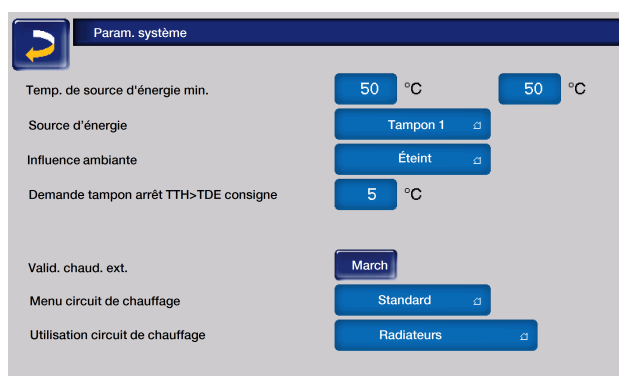 Param. système
Temp. de source d'énergie min. 50 °C 50 °C
Source d'énergie Tampon 1
Influence ambiante Éteint
Demande tampon arrêt TTH>TDE consigne 5 °C
Valid. chaud. ext. March
Menu circuit de chauffage Standard
Utilisation circuit de chauffage Radiateurs